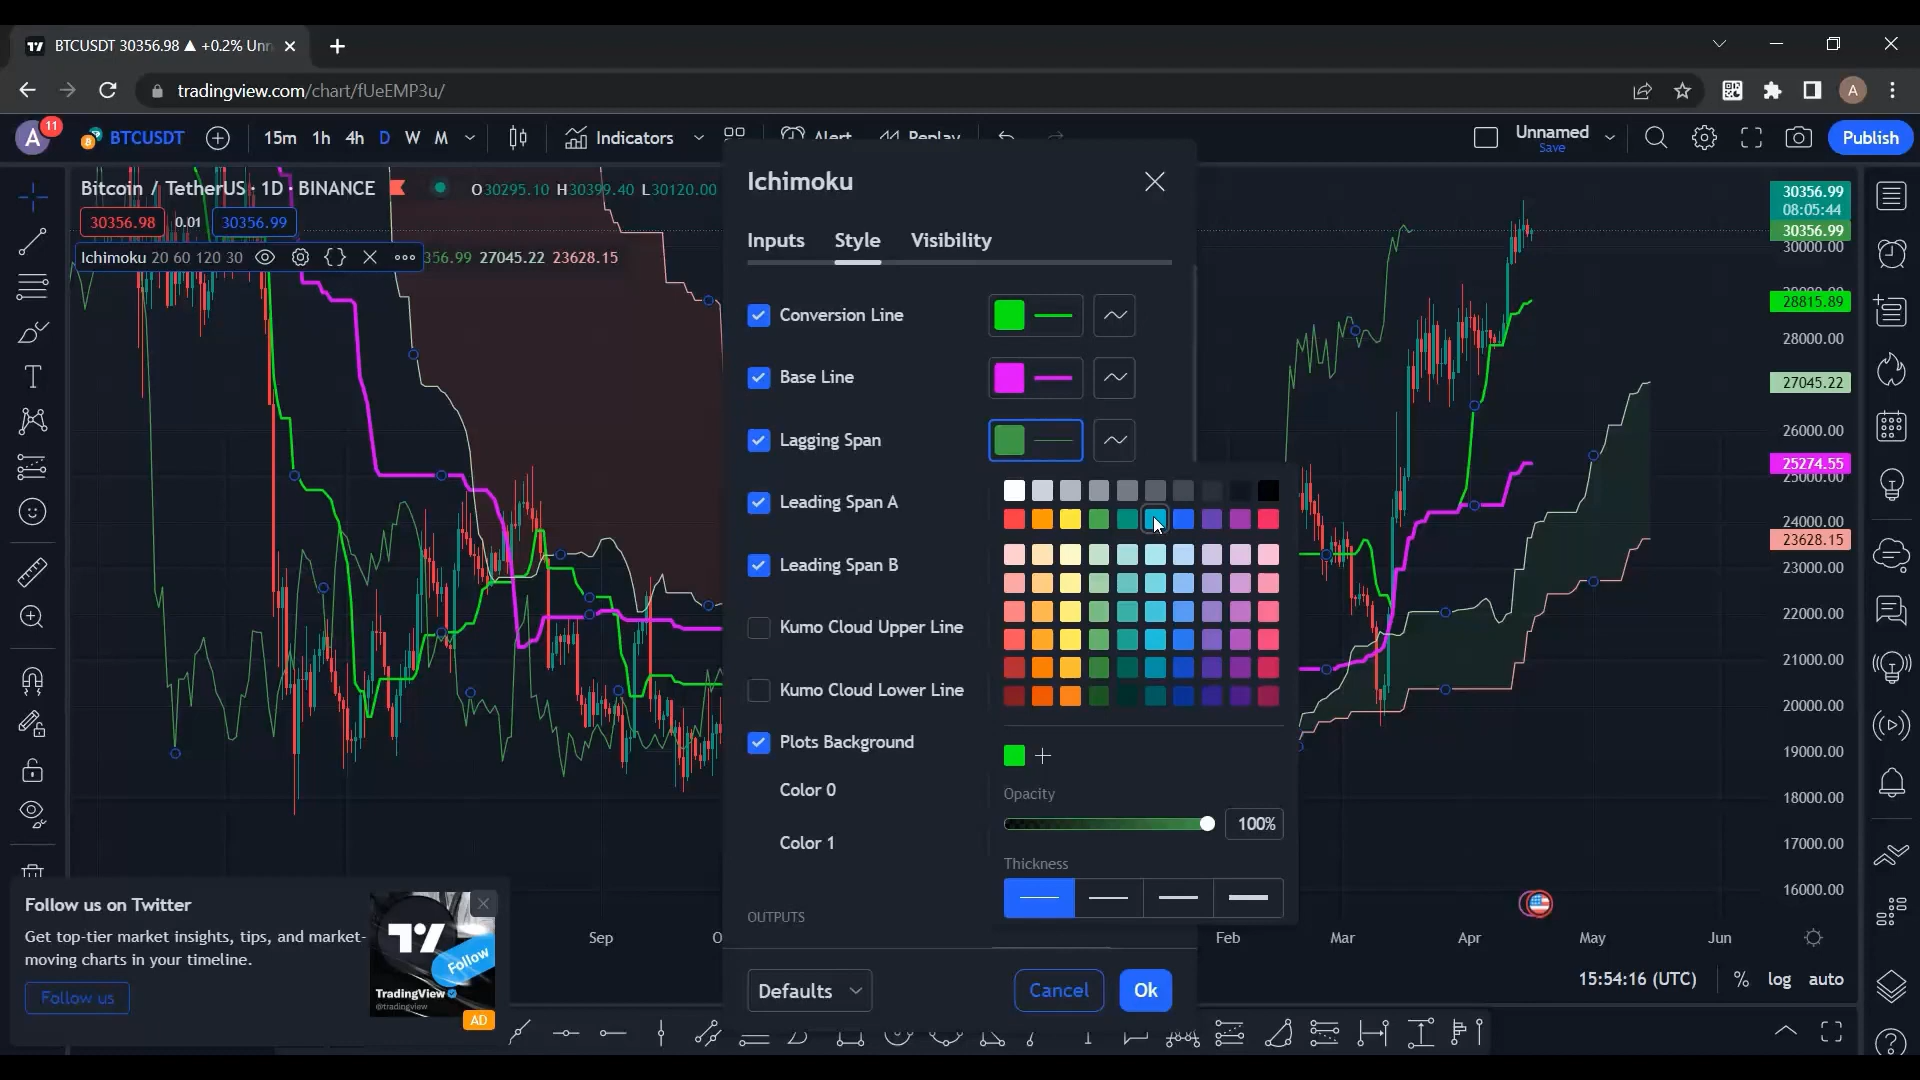 BTCUSDT 30356.98 ▲ +0.2% Unn
tradingview.com/chart/fUeEMP3u/
A
A 11 BTCUSDT 15m 1h 4h D W M Indicators Alert Replay Unnamed Save Publish
Bitcoin / TetherUS · 1D · BINANCE O30295.10 H30399.40 L30120.00
30356.98 0.01 30356.99
Ichimoku 20 60 120 30 356.99 27045.22 23628.15
Ichimoku
Inputs Style Visibility
Conversion Line
Base Line
Lagging Span
Leading Span A
Leading Span B
Kumo Cloud Upper Line
Kumo Cloud Lower Line
Plots Background
Color 0
Color 1
OUTPUTS
Defaults Cancel Ok
Opacity
100%
Thickness
30356.99
08:05:44
30356.99
30000.00
28815.89
28000.00
27045.22
26000.00
25274.55
25000.00
24000.00
23628.15
23000.00
22000.00
21000.00
20000.00
19000.00
18000.00
17000.00
16000.00
Sep Feb Mar Apr May Jun
15:54:16 (UTC) % log auto
Follow us on Twitter
Get top-tier market insights, tips, and market-
moving charts in your timeline.
Follow us
Follow
TradingView
@tradingview
AD